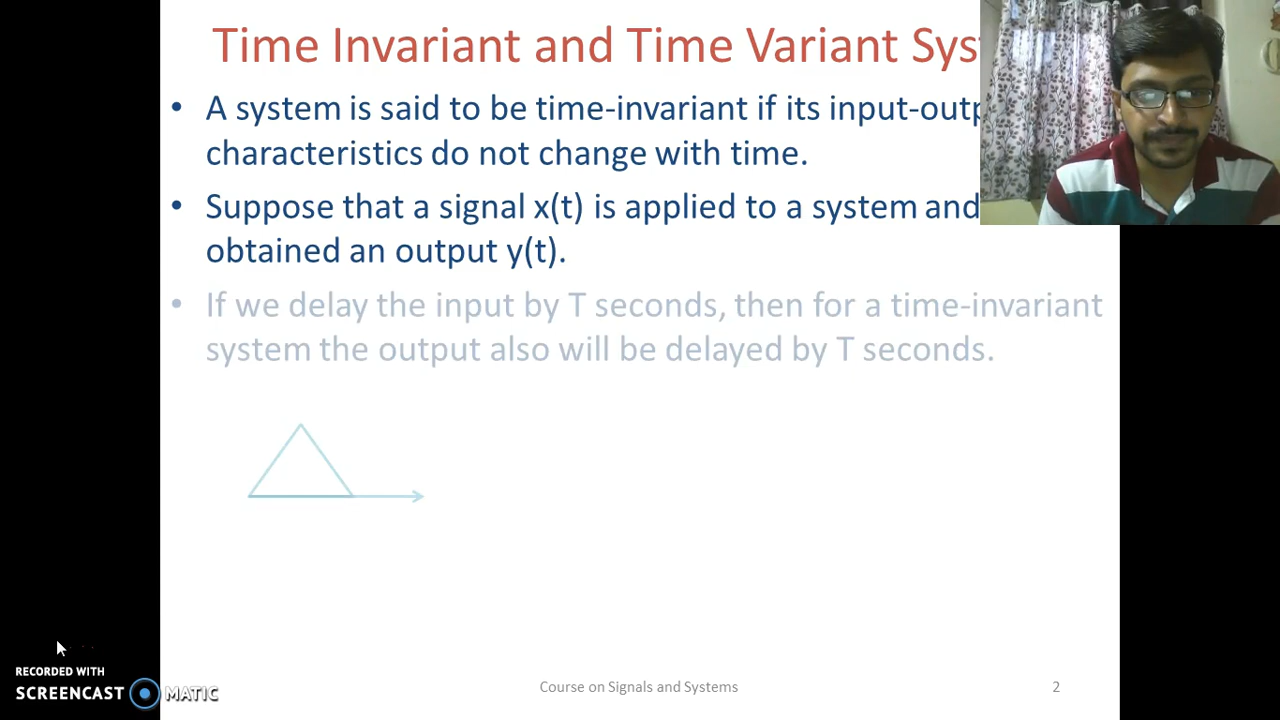 Time Invariant and Time Variant Sys
• A system is said to be time-invariant if its input-outp
characteristics do not change with time.
• Suppose that a signal x(t) is applied to a system and
obtained an output y(t).
• If we delay the input by T seconds, then for a time-invariant
system the output also will be delayed by T seconds.
RECORDED WITH
SCREENCAST MATIC
Course on Signals and Systems
2